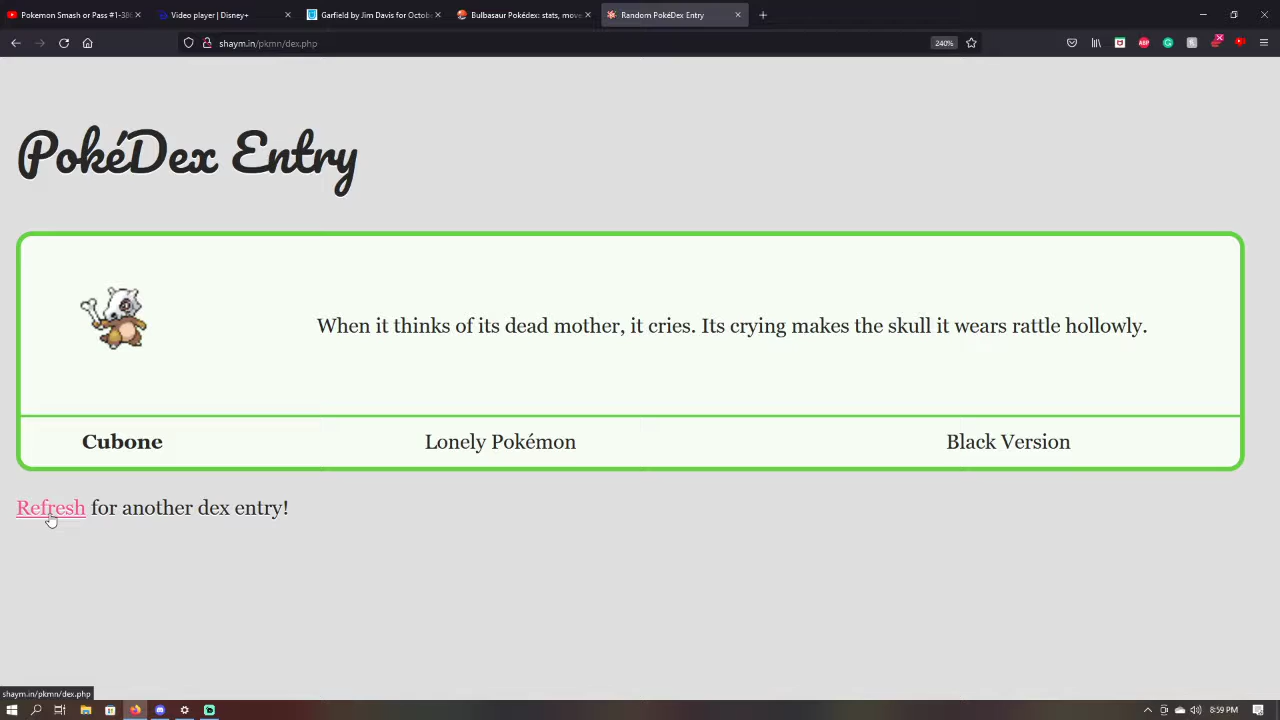 Pokemon Smash or Pass #1-38
Video player | Disney+
Garfield by Jim Davis for Octob
Bulbasaur Pokédex: stats, move
Random PokéDex Entry
shaym.in/pkmn/dex.php
240%
PokéDex Entry
When it thinks of its dead mother, it cries. Its crying makes the skull it wears rattle hollowly.
Cubone
Lonely Pokémon
Black Version
Refresh for another dex entry!
shaym.in/pkmn/dex.php
8:59 PM